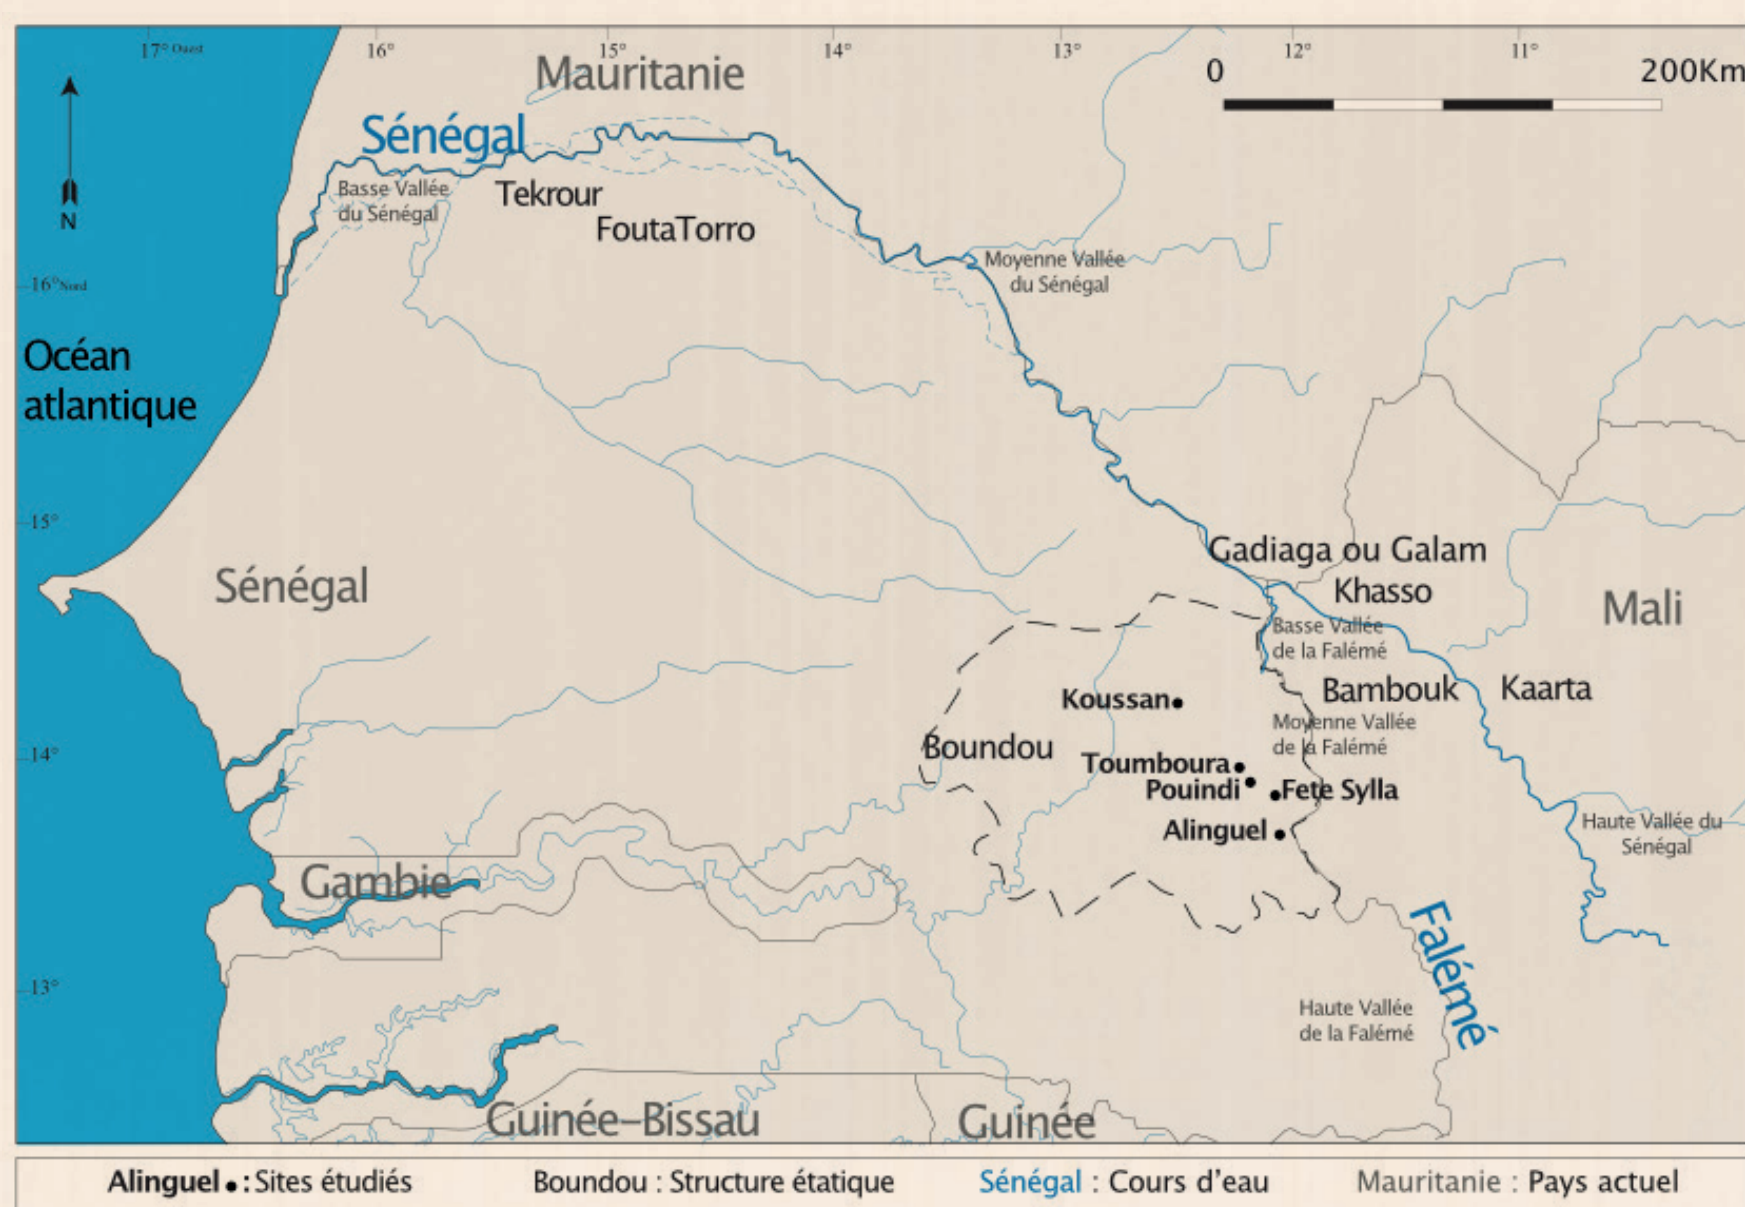 17° Ouest
16°
15°
14°
13°
12°
11°
0
200Km
Mauritanie
Sénégal
Basse Vallée
du Sénégal
Tekrour
FoutaTorro
N
16° Nord
Moyenne Vallée
du Sénégal
Océan
atlantique
15°
Gadiaga ou Galam
Khasso
Sénégal
Mali
Basse Vallée
de la Falémé
Bambouk
Kaarta
Koussan
Moyenne Vallée
de la Falémé
14°
Boundou
Toumboura
Pouindi
Fete Sylla
Alinguel
Haute Vallée du
Sénégal
Gambie
Falémé
13°
Haute Vallée
de la Falémé
Guinée-Bissau
Guinée
Alinguel • : Sites étudiés
Boundou : Structure étatique
Sénégal : Cours d'eau
Mauritanie : Pays actuel